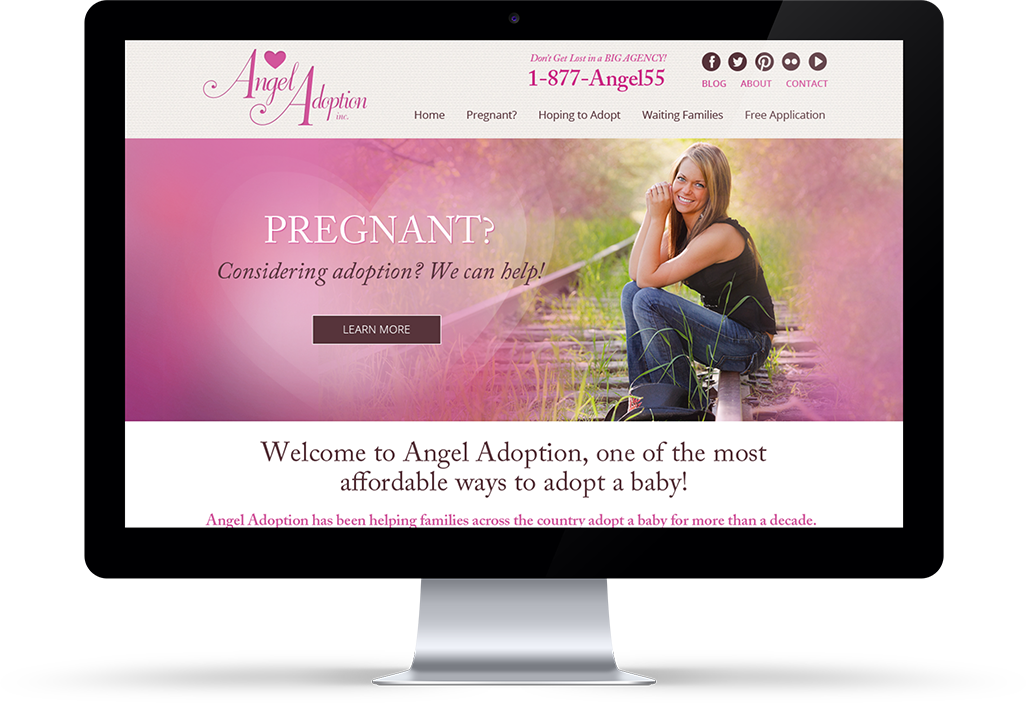 Angel
Adoption
inc.
Don't Get Lost in a BIG AGENCY!
1-877-Angel55
BLOG ABOUT CONTACT
Home Pregnant? Hoping to Adopt Waiting Families Free Application
PREGNANT?
Considering adoption? We can help!
LEARN MORE
Welcome to Angel Adoption, one of the most
affordable ways to adopt a baby!
Angel Adoption has been helping families across the country adopt a baby for more than a decade.